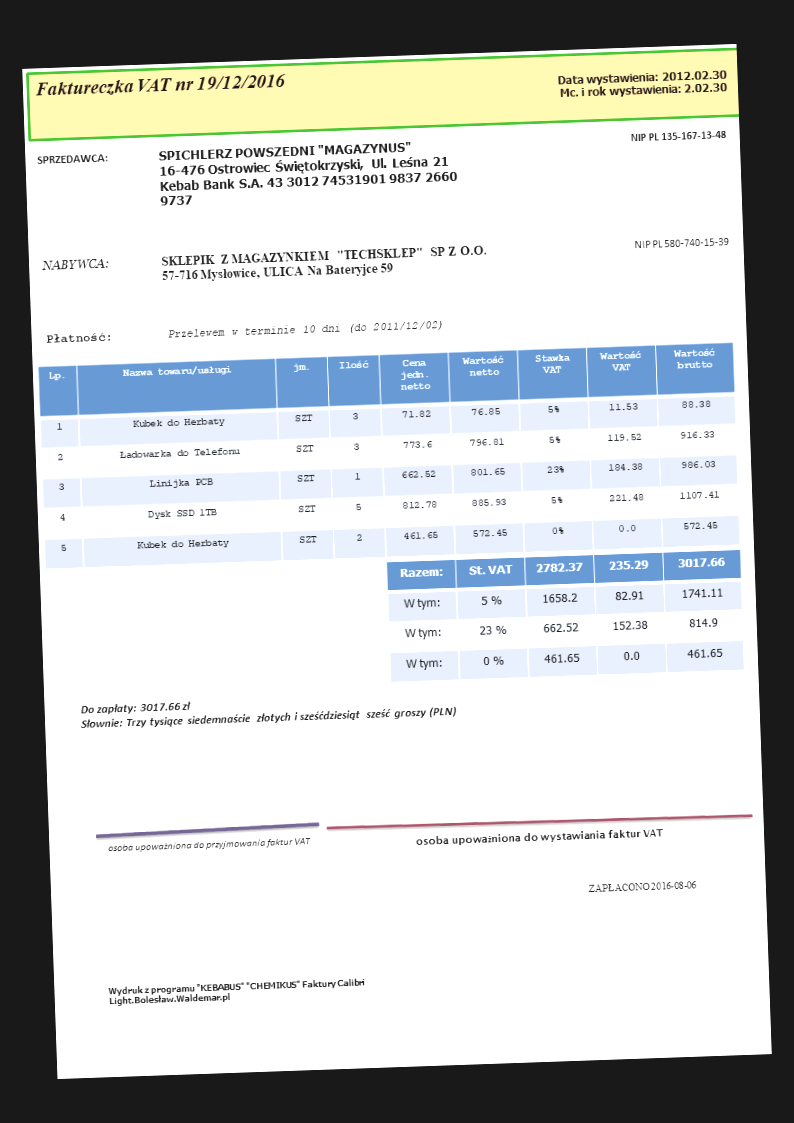 Faktureczka VAT nr 19/12/2016
Data wystawienia: 2012.02.30
Mc. i rok wystawienia: 2.02.30
NIP PL 135-167-13-48
SPRZEDAWCA:
SPICHLERZ POWSZEDNI "MAGAZYNUS"
16-476 Ostrowiec Świętokrzyski, Ul. Leśna 21
Kebab Bank S.A. 43 3012 74531901 9837 2660
9737
NIP PL 580-740-15-39
NABYWCA:
SKLEPIK Z MAGAZYNKIEM "TECHSKLEP" SP Z O.O.
57-716 Mysłowice, ULICA Na Bateryjce 59
Płatność: Przelewem w terminie 10 dni (do 2011/12/02)
Lp. Nazwa towaru/usługi jm. Ilość Cena jedn. netto Wartość netto Stawka VAT Wartość VAT Wartość brutto
1 Kubek do Herbaty SZT 3 71.82 76.85 5% 11.53 88.38
2 Ładowarka do Telefonu SZT 3 773.6 796.81 5% 119.52 916.33
3 Linijka PCB SZT 1 662.52 801.65 23% 184.38 986.03
4 Dysk SSD 1TB SZT 5 812.78 885.93 5% 221.48 1107.41
5 Kubek do Herbaty SZT 2 461.65 572.45 0% 0.0 572.45
Razem: St. VAT 2782.37 235.29 3017.66
W tym: 5 % 1658.2 82.91 1741.11
W tym: 23 % 662.52 152.38 814.9
W tym: 0 % 461.65 0.0 461.65
Do zapłaty: 3017.66 zł
Słownie: Trzy tysiące siedemnaście złotych i sześćdziesiąt sześć groszy (PLN)
osoba upoważniona do przyjmowania faktur VAT
osoba upoważniona do wystawiania faktur VAT
ZAPŁACONO 2016-08-06
Wydruk z programu "KEBABUS" "CHEMIKUS" Faktury Calibri
Light.Bolesław.Waldemar.pl